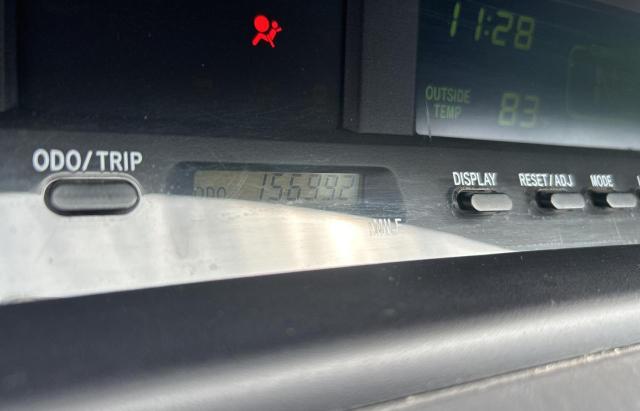 11:28
OUTSIDE
TEMP 83
ODO/TRIP
ODO 156992
DISPLAY RESET/ADJ MODE